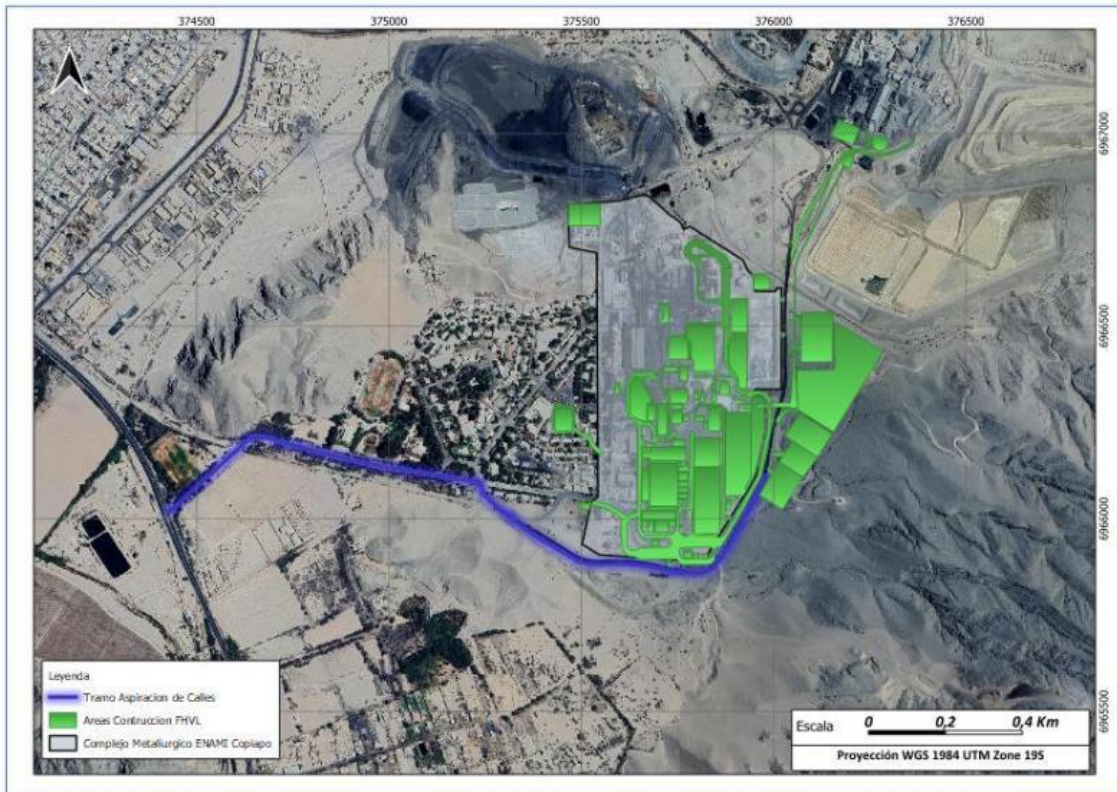 374500 375000 375500 376000 376500
6967000
6966500
6966000
6965500
Leyenda
Tramo Aspiracion de Calles
Areas Contruccion FHVL
Complejo Metaliurgico ENAMI Copiapo
Escala 0 0,2 0,4 Km
Proyección WGS 1984 UTM Zone 19S